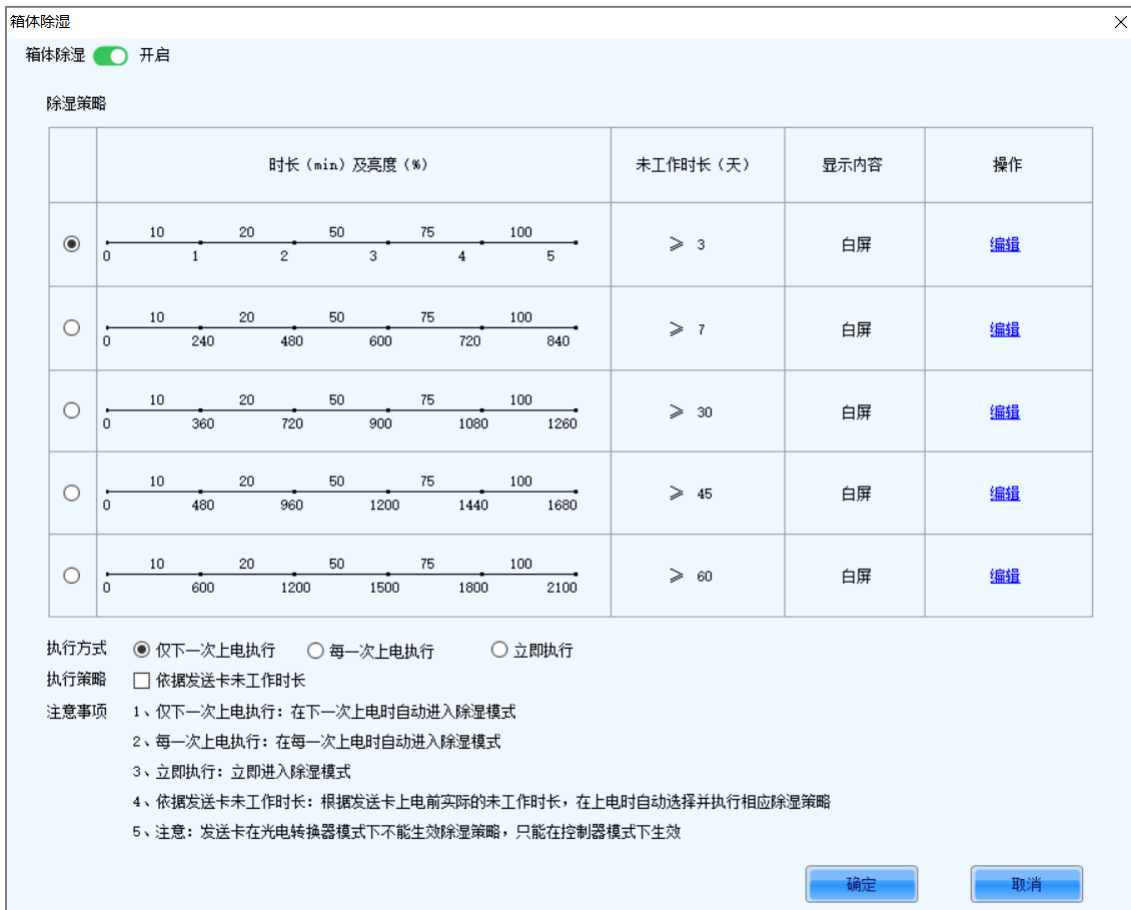 箱体除湿
箱体除湿 开启
除湿策略
时长（min）及亮度（%） 未工作时长（天） 显示内容 操作
10 20 50 75 100
0 1 2 3 4 5
≥ 3 白屏 编辑
10 20 50 75 100
0 240 480 600 720 840
≥ 7 白屏 编辑
10 20 50 75 100
0 360 720 900 1080 1260
≥ 30 白屏 编辑
10 20 50 75 100
0 480 960 1200 1440 1680
≥ 45 白屏 编辑
10 20 50 75 100
0 600 1200 1500 1800 2100
≥ 60 白屏 编辑
执行方式 仅下一次上电执行 每一次上电执行 立即执行
执行策略 依据发送卡未工作时长
注意事项 1、仅下一次上电执行：在下一次上电时自动进入除湿模式
2、每一次上电执行：在每一次上电时自动进入除湿模式
3、立即执行：立即进入除湿模式
4、依据发送卡未工作时长：根据发送卡上电前实际的未工作时长，在上电时自动选择并执行相应除湿策略
5、注意：发送卡在光电转换器模式下不能生效除湿策略，只能在控制器模式下生效
确定 取消